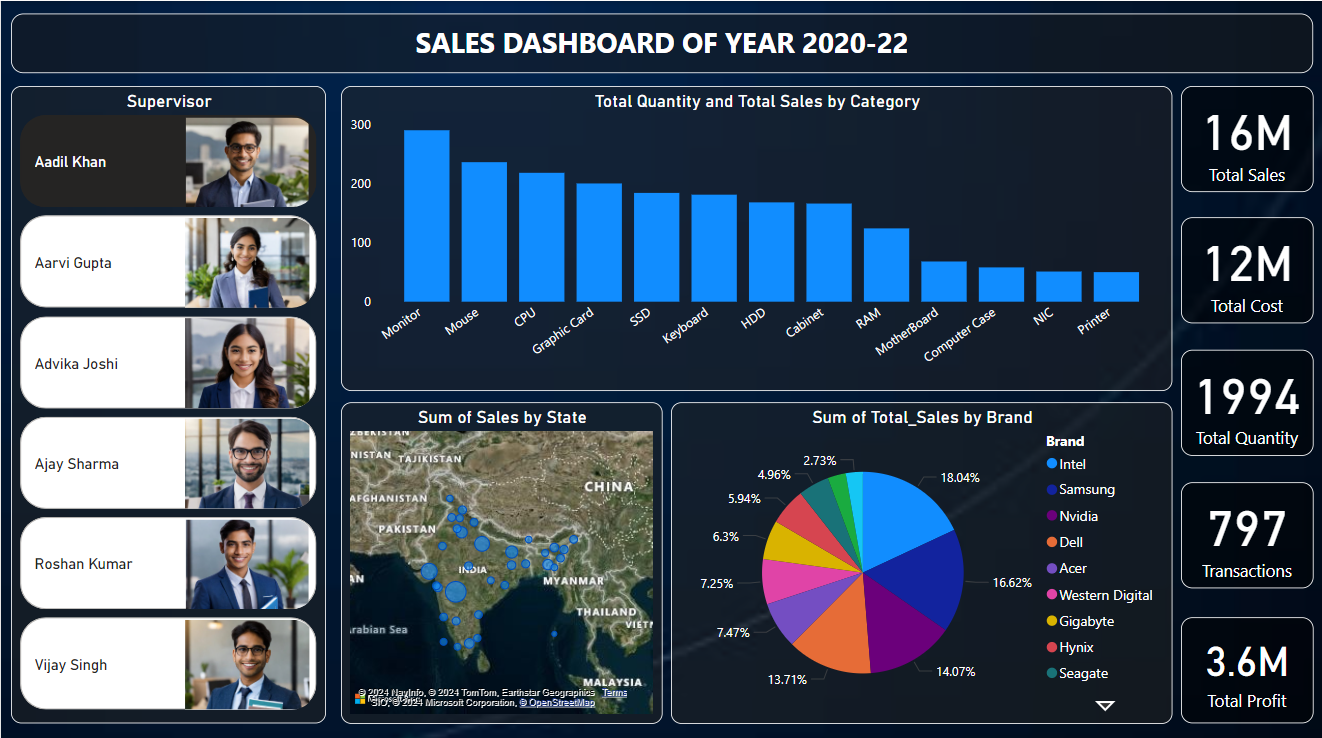 SALES DASHBOARD OF YEAR 2020-22
Supervisor
Aadil Khan
Aarvi Gupta
Advika Joshi
Ajay Sharma
Roshan Kumar
Vijay Singh
Total Quantity and Total Sales by Category
300
200
100
0
Monitor
Mouse
CPU
Graphic Card
SSD
Keyboard
HDD
Cabinet
RAM
MotherBoard
Computer Case
NIC
Printer
Sum of Sales by State
UZBEKISTAN
TAJIKISTAN
AFGHANISTAN
CHINA
PAKISTAN
INDIA
MYANMAR
THAILAND
Arabian Sea
MALAYSIA
© 2024 NavInfo, © 2024 TomTom, Earthstar Geographics
Terms
SIO, © 2024 Microsoft Corporation, © OpenStreetMap
Sum of Total_Sales by Brand
2.73%
4.96%
5.94%
6.3%
7.25%
7.47%
13.71%
14.07%
16.62%
18.04%
Brand
Intel
Samsung
Nvidia
Dell
Acer
Western Digital
Gigabyte
Hynix
Seagate
16M
Total Sales
12M
Total Cost
1994
Total Quantity
797
Transactions
3.6M
Total Profit